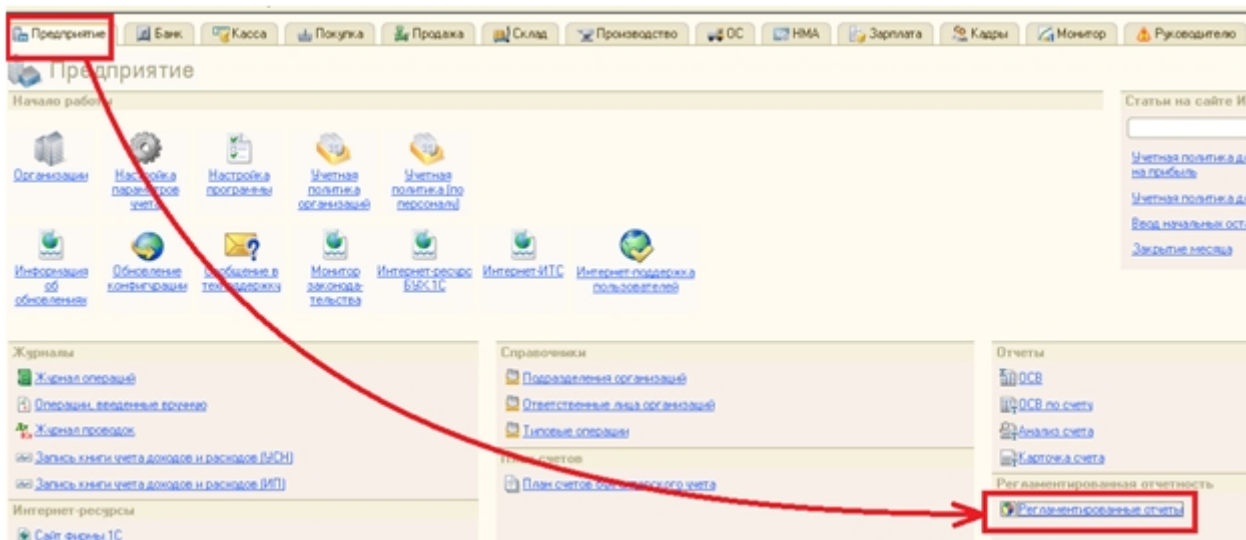 Предприятие Банк Касса Покупка Продажа Склад Производство ОС НМА Зарплата Кадры Монитор Руководителю
Предприятие
Начало работы
Статьи на сайте И
Организации
Настройка
параметров
учета
Настройка
программы
Учетная
политика
организаций
Учетная
политика (по
персоналу)
Учетная политика д
на прибыль
Учетная политика д
Ввод начальных ост
Закрытие месяца
Информация
об
обновлениях
Обновление
конфигурации
Сообщение в
техподдержку
Монитор
законода-
тельства
Интернет-ресурс
БУХ.1С
Интернет-ИТС
Интернет-поддержка
пользователей
Журналы
Журнал операций
Операции, введенные вручную
Журнал проводок
Запись книги учета доходов и расходов (УСН)
Запись книги учета доходов и расходов (ИП)
Интернет-ресурсы
Сайт фирмы 1С
Справочники
Подразделения организаций
Ответственные лица организаций
Типовые операции
План счетов
План счетов бухгалтерского учета
Отчеты
ОСВ
ОСВ по счету
Анализ счета
Карточка счета
Регламентированная отчетность
Регламентированные отчеты